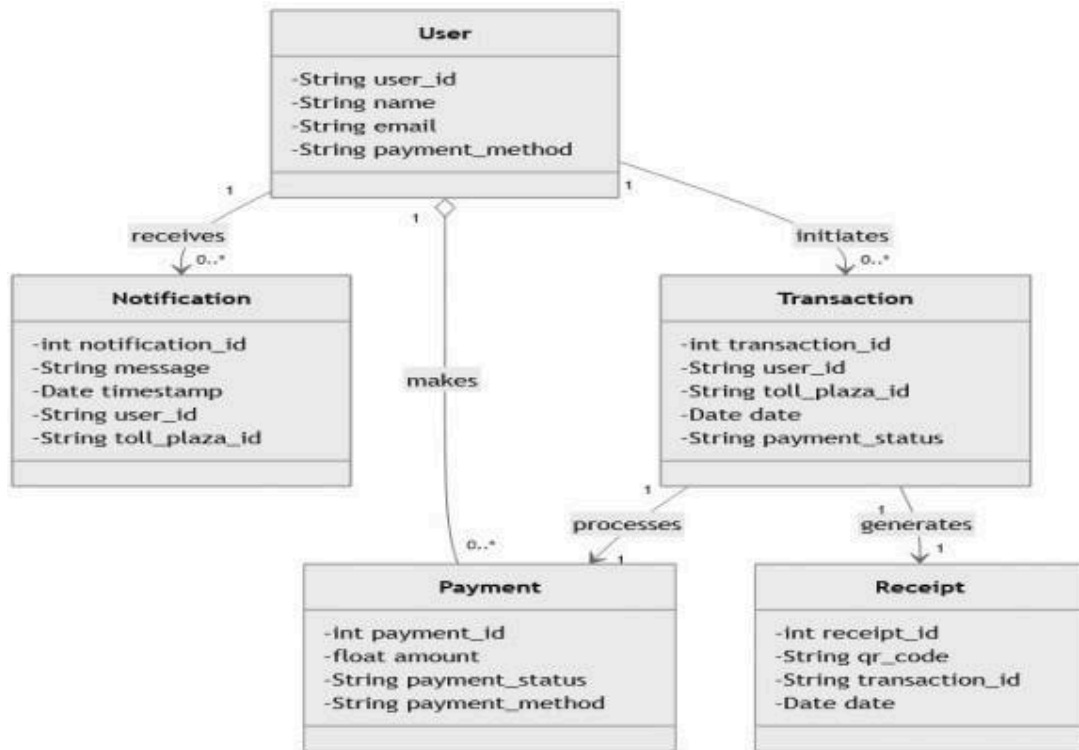 User
-String user_id
-String name
-String email
-String payment_method
1
1
1
receives
initiates
0..*
0..*
Notification
-int notification_id
-String message
-Date timestamp
-String user_id
-String toll_plaza_id
makes
Transaction
-int transaction_id
-String user_id
-String toll_plaza_id
-Date date
-String payment_status
1
1
processes
generates
0..*
1
1
Payment
-int payment_id
-float amount
-String payment_status
-String payment_method
Receipt
-int receipt_id
-String qr_code
-String transaction_id
-Date date